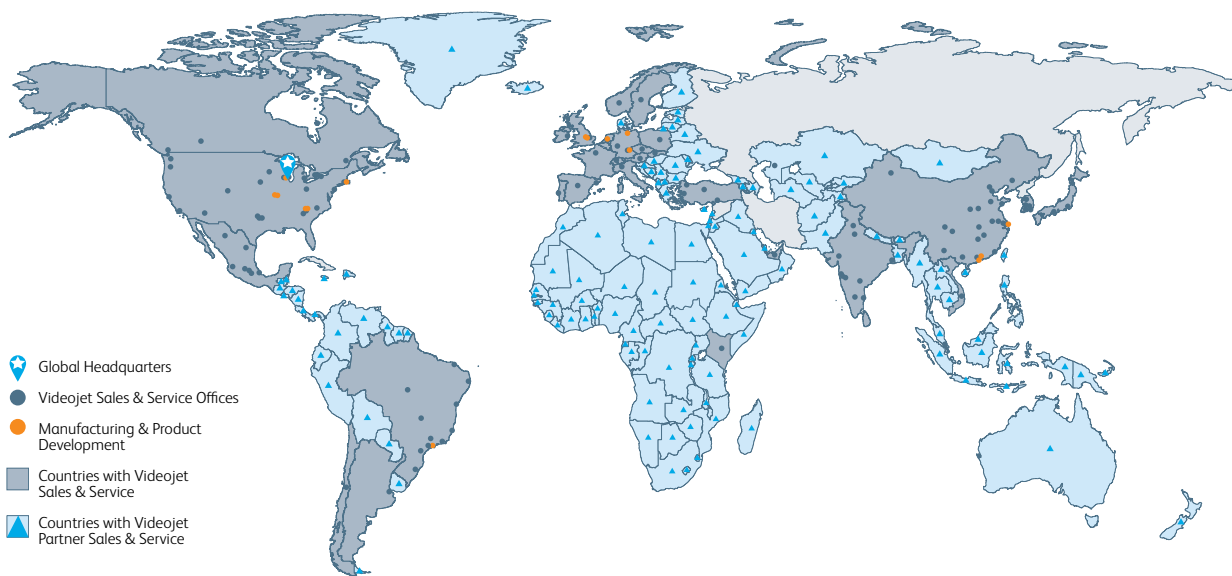 Global Headquarters
Videojet Sales & Service Offices
Manufacturing & Product
Development
Countries with Videojet
Sales & Service
Countries with Videojet
Partner Sales & Service